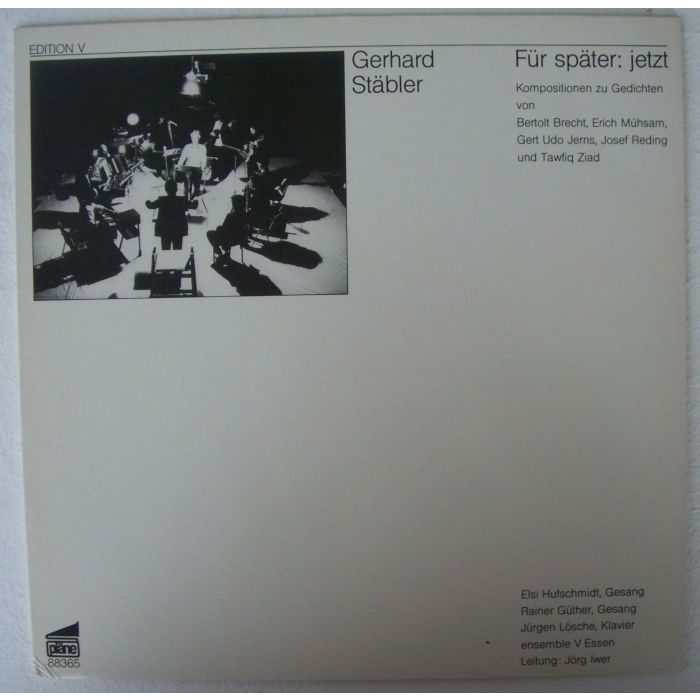 EDITION V
Gerhard
Stäbler
Für später: jetzt
Kompositionen zu Gedichten
von
Bertolt Brecht, Erich Mühsam,
Gert Udo Jerns, Josef Reding
und Tawfiq Ziad
Elsi Hufschmidt, Gesang
Rainer Güther, Gesang
Jürgen Lösche, Klavier
ensemble V Essen
Leitung: Jörg Iwer
pläne
88365